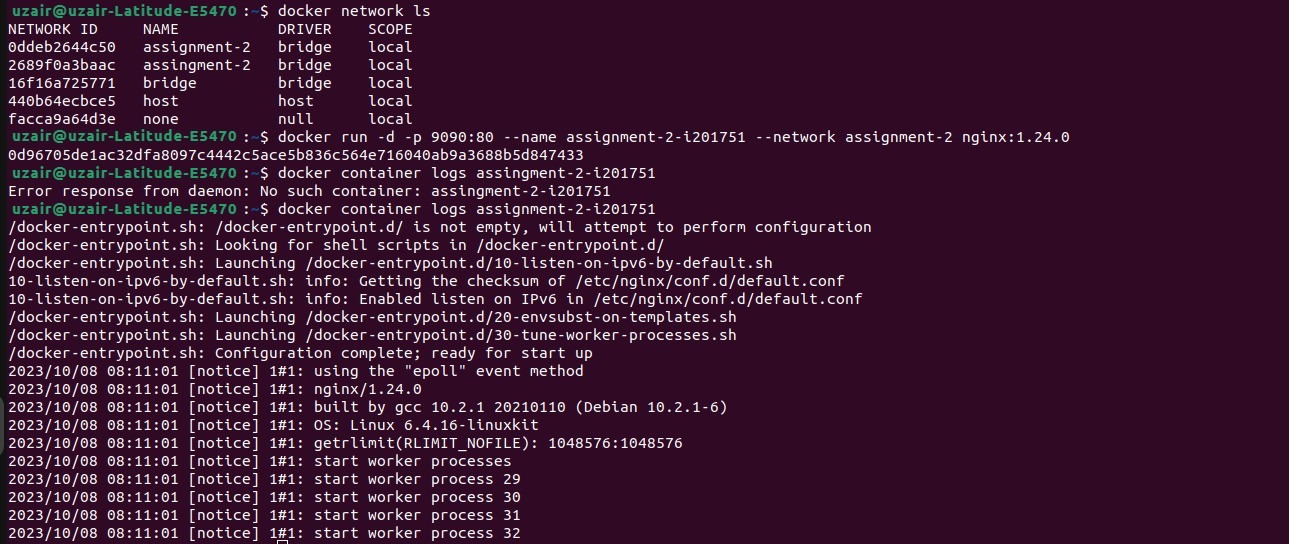 uzair@uzair-Latitude-E5470 :~$ docker network ls
NETWORK ID     NAME           DRIVER    SCOPE
0ddeb2644c50   assignment-2   bridge    local
2689f0a3baac   assingment-2   bridge    local
16f16a725771   bridge         bridge    local
440b64ecbce5   host           host      local
facca9a64d3e   none           null      local
uzair@uzair-Latitude-E5470 :~$ docker run -d -p 9090:80 --name assignment-2-i201751 --network assignment-2 nginx:1.24.0
0d96705de1ac32dfa8097c4442c5ace5b836c564e716040ab9a3688b5d847433
uzair@uzair-Latitude-E5470 :~$ docker container logs assingment-2-i201751
Error response from daemon: No such container: assingment-2-i201751
uzair@uzair-Latitude-E5470 :~$ docker container logs assignment-2-i201751
/docker-entrypoint.sh: /docker-entrypoint.d/ is not empty, will attempt to perform configuration
/docker-entrypoint.sh: Looking for shell scripts in /docker-entrypoint.d/
/docker-entrypoint.sh: Launching /docker-entrypoint.d/10-listen-on-ipv6-by-default.sh
10-listen-on-ipv6-by-default.sh: info: Getting the checksum of /etc/nginx/conf.d/default.conf
10-listen-on-ipv6-by-default.sh: info: Enabled listen on IPv6 in /etc/nginx/conf.d/default.conf
/docker-entrypoint.sh: Launching /docker-entrypoint.d/20-envsubst-on-templates.sh
/docker-entrypoint.sh: Launching /docker-entrypoint.d/30-tune-worker-processes.sh
/docker-entrypoint.sh: Configuration complete; ready for start up
2023/10/08 08:11:01 [notice] 1#1: using the "epoll" event method
2023/10/08 08:11:01 [notice] 1#1: nginx/1.24.0
2023/10/08 08:11:01 [notice] 1#1: built by gcc 10.2.1 20210110 (Debian 10.2.1-6)
2023/10/08 08:11:01 [notice] 1#1: OS: Linux 6.4.16-linuxkit
2023/10/08 08:11:01 [notice] 1#1: getrlimit(RLIMIT_NOFILE): 1048576:1048576
2023/10/08 08:11:01 [notice] 1#1: start worker processes
2023/10/08 08:11:01 [notice] 1#1: start worker process 29
2023/10/08 08:11:01 [notice] 1#1: start worker process 30
2023/10/08 08:11:01 [notice] 1#1: start worker process 31
2023/10/08 08:11:01 [notice] 1#1: start worker process 32